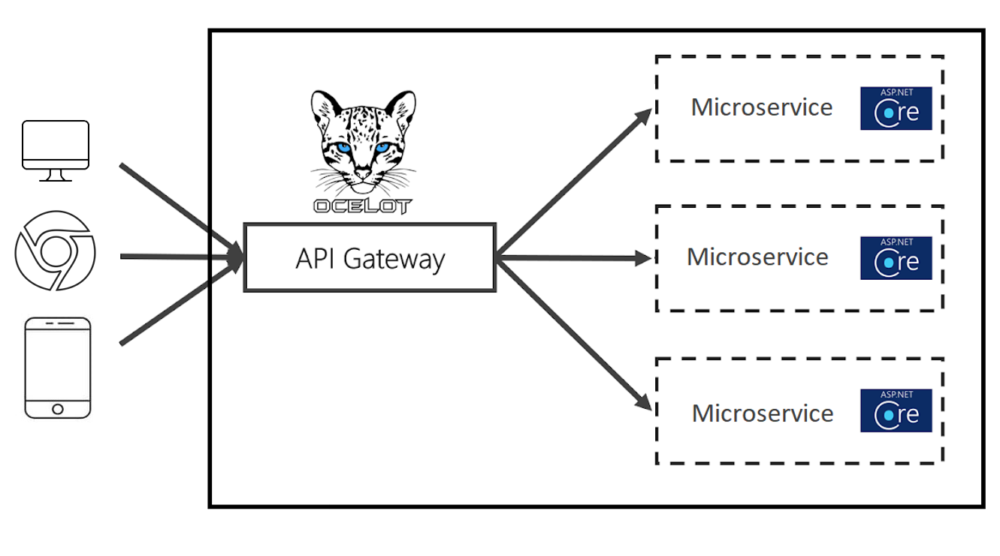 OCELOT
API Gateway
Microservice
ASP.NET
Core
Microservice
ASP.NET
Core
Microservice
ASP.NET
Core